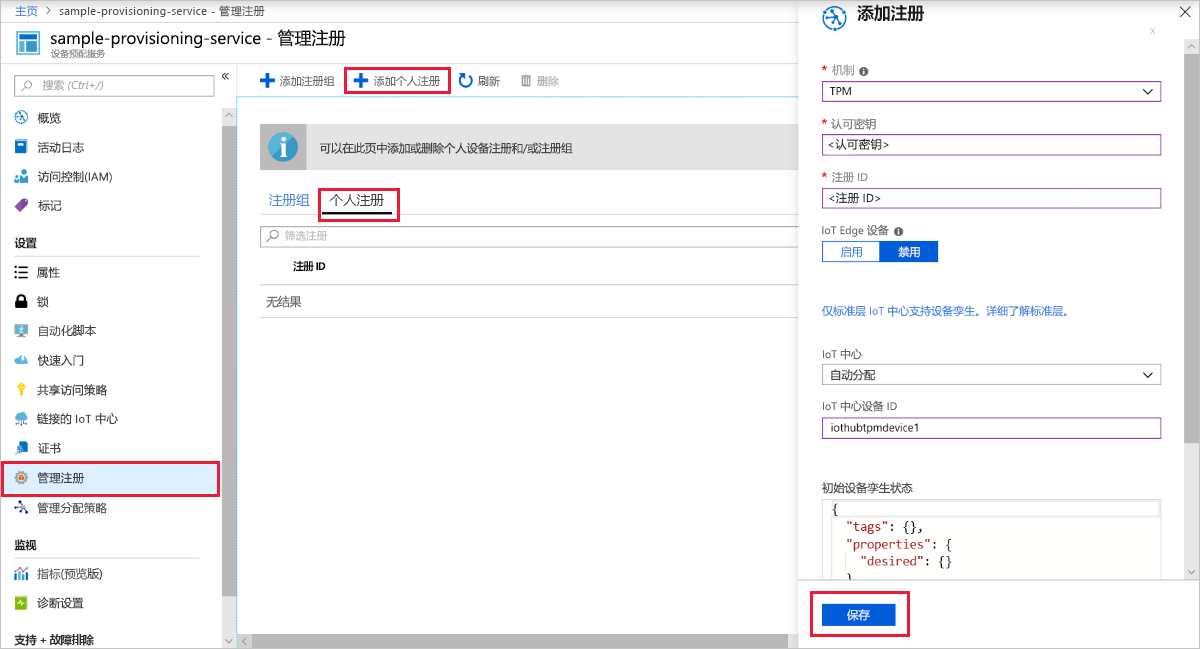 主页 > sample-provisioning-service - 管理注册
sample-provisioning-service - 管理注册
设备预配服务
搜索 (Ctrl+/)
«
概览
活动日志
访问控制(IAM)
标记
设置
属性
锁
自动化脚本
快速入门
共享访问策略
链接的 IoT 中心
证书
管理注册
管理分配策略
监视
指标(预览版)
诊断设置
支持 + 故障排除
添加注册组
添加个人注册
刷新
删除
可以在此页中添加或删除个人设备注册和/或注册组
注册组
个人注册
筛选注册
注册 ID
无结果
添加注册
x
* 机制
TPM
* 认可密钥
<认可密钥>
* 注册 ID
<注册 ID>
IoT Edge 设备
启用
禁用
仅标准层 IoT 中心支持设备孪生。详细了解标准层。
IoT 中心
自动分配
IoT 中心设备 ID
iothubtpmdevice1
初始设备孪生状态
{
"tags": {},
"properties": {
"desired": {}
}
保存